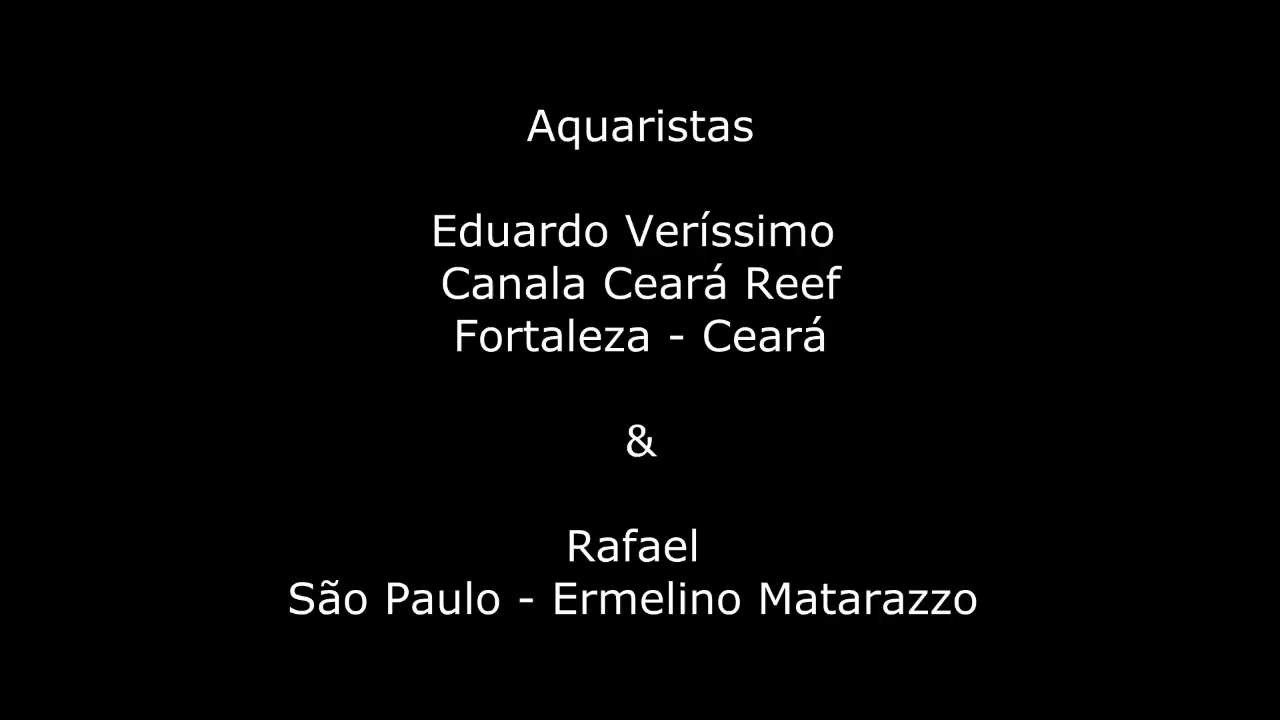 Aquaristas
Eduardo Veríssimo
Canala Ceará Reef
Fortaleza - Ceará
&
Rafael
São Paulo - Ermelino Matarazzo